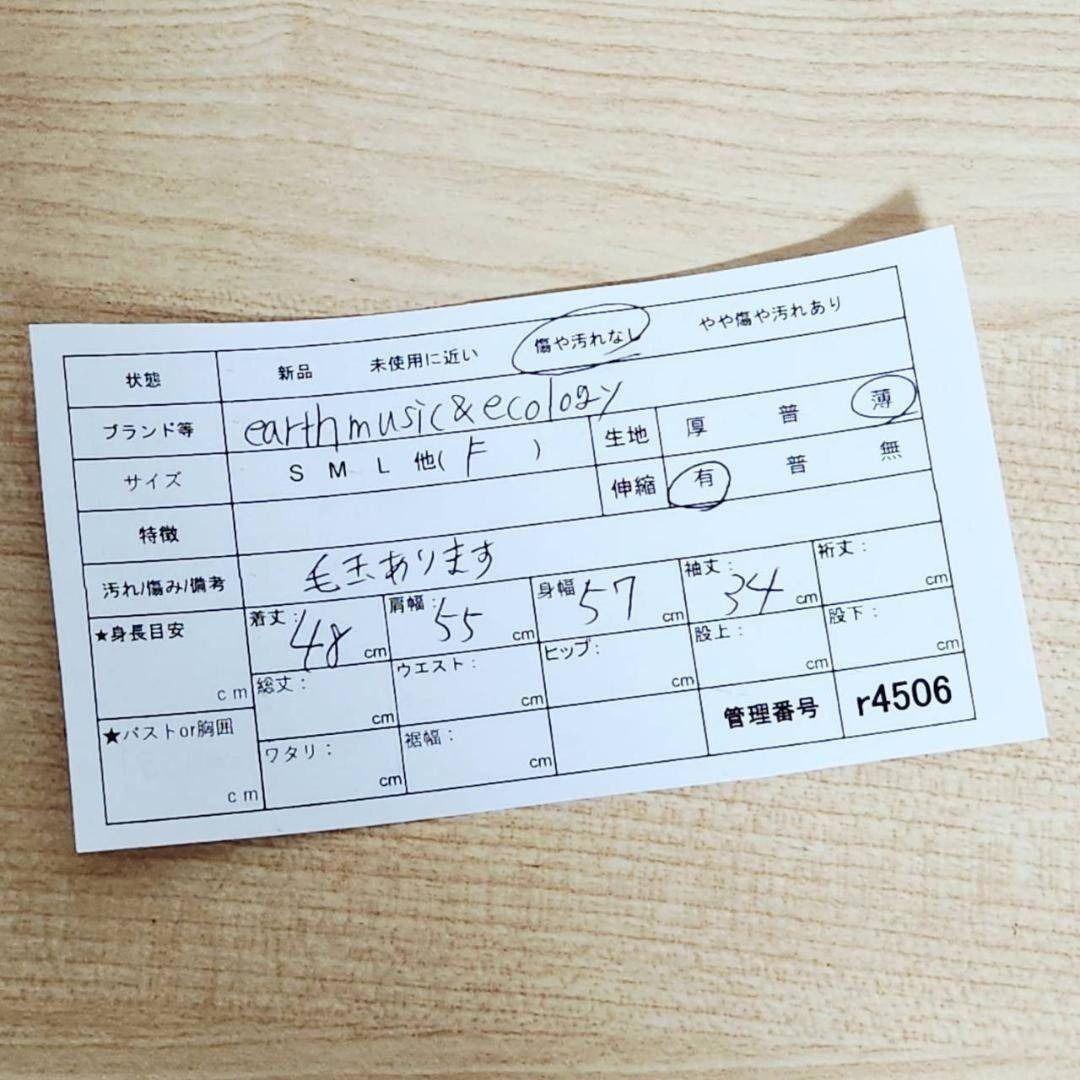 状態 新品 未使用に近い 傷や汚れなし やや傷や汚れあり
ブランド等 earth music & ecology
サイズ S M L 他( F ) 生地 厚 普 薄
伸縮 有 普 無
特徴
汚れ/傷み/備考 毛玉あります
★身長目安 cm
着丈: 48 cm 肩幅: 55 cm 身幅 57 cm 袖丈: 34 cm 裄丈: cm
総丈: cm ウエスト: cm ヒップ: cm 股上: cm 股下: cm
★バストor胸囲 cm
ワタリ: cm 裾幅: cm cm 管理番号 r4506